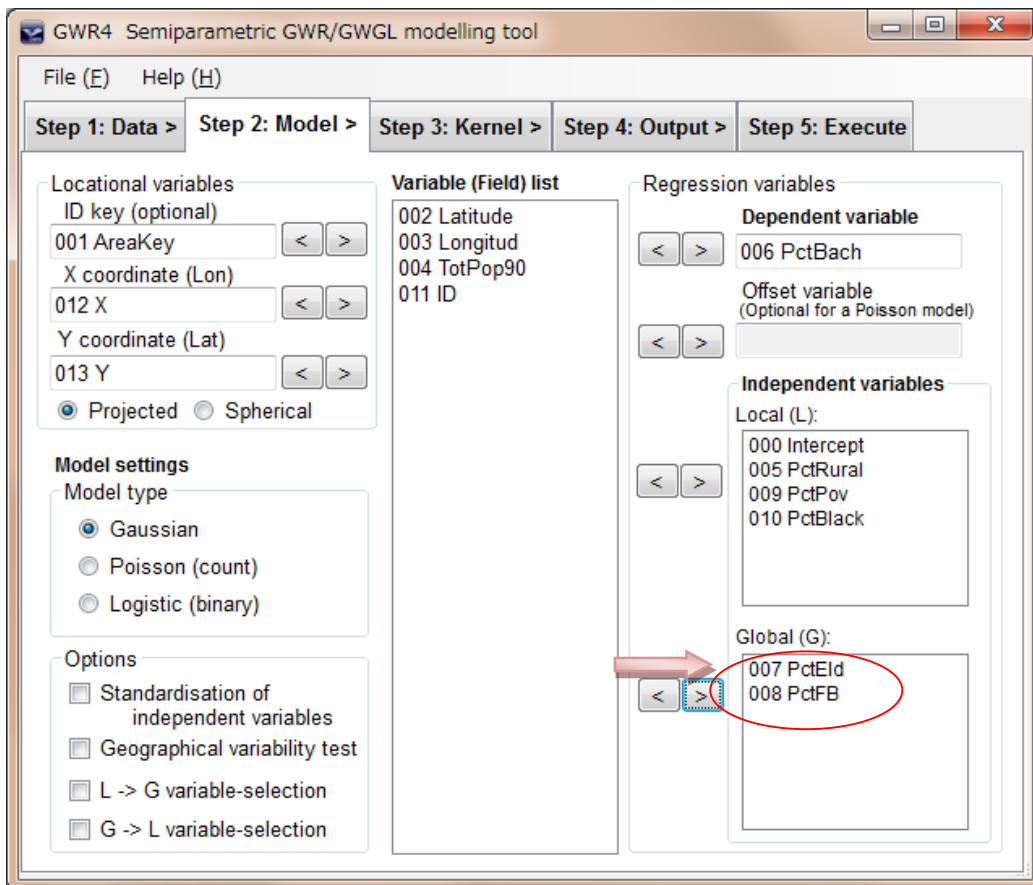 GWR4 Semiparametric GWR/GWGL modelling tool
File (F) Help (H)
Step 1: Data > Step 2: Model > Step 3: Kernel > Step 4: Output > Step 5: Execute
Locational variables
ID key (optional)
001 AreaKey
< >
X coordinate (Lon)
012 X
< >
Y coordinate (Lat)
013 Y
< >
Projected Spherical
Model settings
Model type
Gaussian
Poisson (count)
Logistic (binary)
Options
Standardisation of
independent variables
Geographical variability test
L -> G variable-selection
G -> L variable-selection
Variable (Field) list
002 Latitude
003 Longitud
004 TotPop90
011 ID
Regression variables
Dependent variable
< >
006 PctBach
Offset variable
(Optional for a Poisson model)
< >
Independent variables
Local (L):
000 Intercept
005 PctRural
009 PctPov
010 PctBlack
< >
Global (G):
007 PctEld
008 PctFB
< >